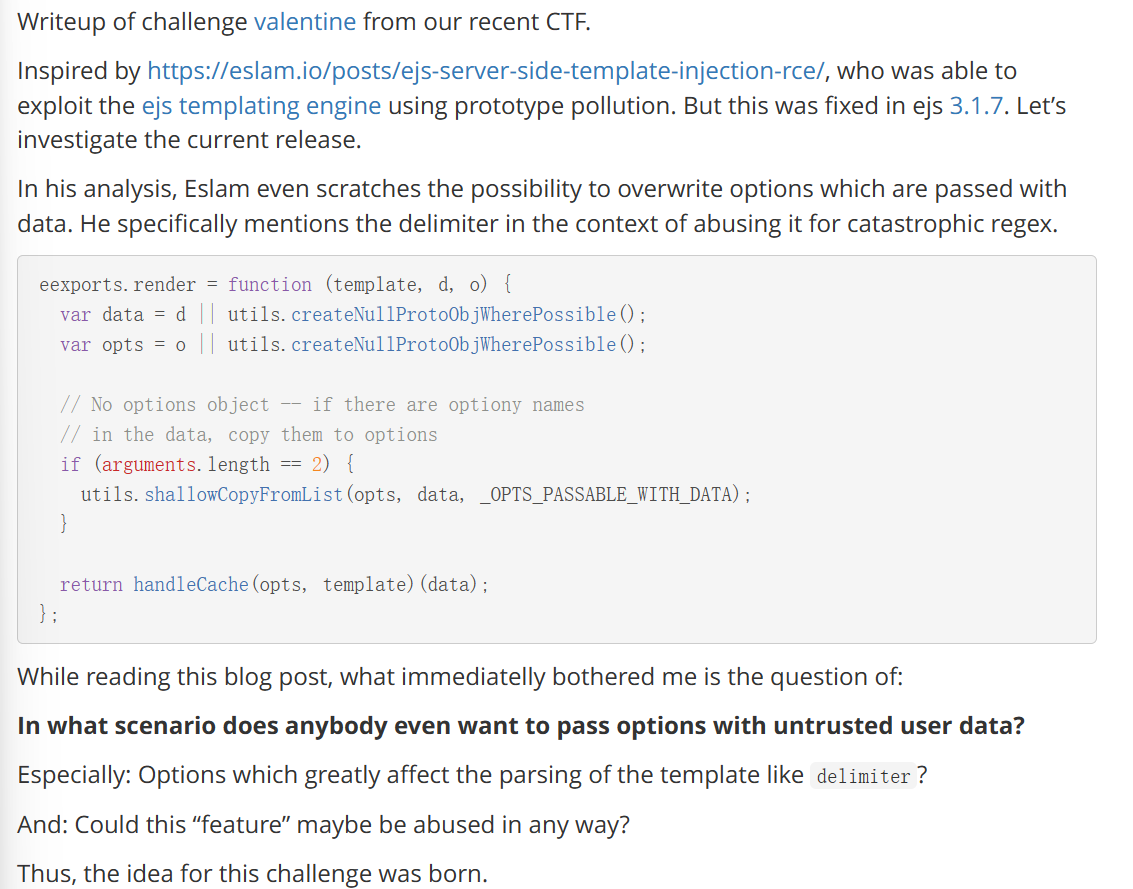 Writeup of challenge valentine from our recent CTF.
Inspired by https://eslam.io/posts/ejs-server-side-template-injection-rce/, who was able to
exploit the ejs templating engine using prototype pollution. But this was fixed in ejs 3.1.7. Let's
investigate the current release.
In his analysis, Eslam even scratches the possibility to overwrite options which are passed with
data. He specifically mentions the delimiter in the context of abusing it for catastrophic regex.
eexports.render = function (template, d, o) {
  var data = d || utils.createNullProtoObjWherePossible();
  var opts = o || utils.createNullProtoObjWherePossible();
  // No options object -- if there are optiony names
  // in the data, copy them to options
  if (arguments.length == 2) {
    utils.shallowCopyFromList(opts, data, _OPTS_PASSABLE_WITH_DATA);
  }
  return handleCache(opts, template)(data);
};
While reading this blog post, what immediatelly bothered me is the question of:
In what scenario does anybody even want to pass options with untrusted user data?
Especially: Options which greatly affect the parsing of the template like delimiter?
And: Could this “feature” maybe be abused in any way?
Thus, the idea for this challenge was born.